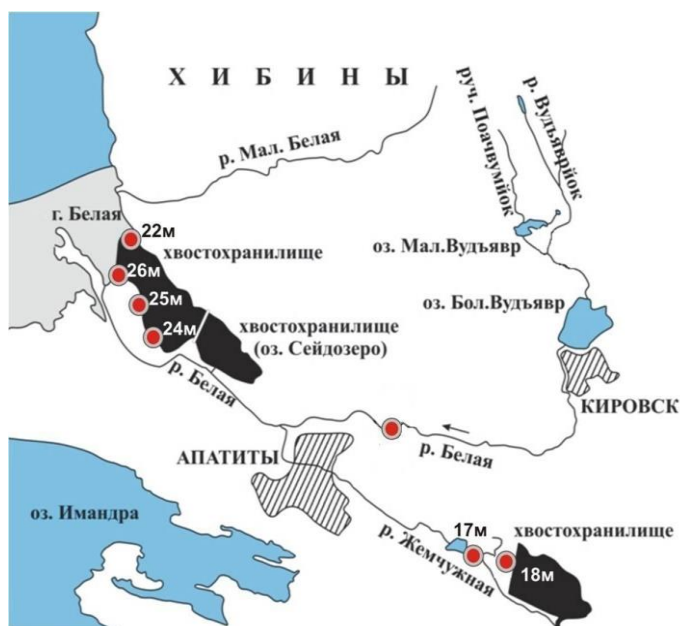 ХИБИНЫ
р. Мал. Белая
руч. Поачвумйок
р. Вудъяврйок
г. Белая
22м
хвостохранилище
оз. Мал.Вудъявр
26м
25м
оз. Бол.Вудъявр
24м
хвостохранилище
(оз. Сейдозеро)
р. Белая
КИРОВСК
АПАТИТЫ
р. Белая
оз. Имандра
р. Жемчужная
17м
хвостохранилище
18м